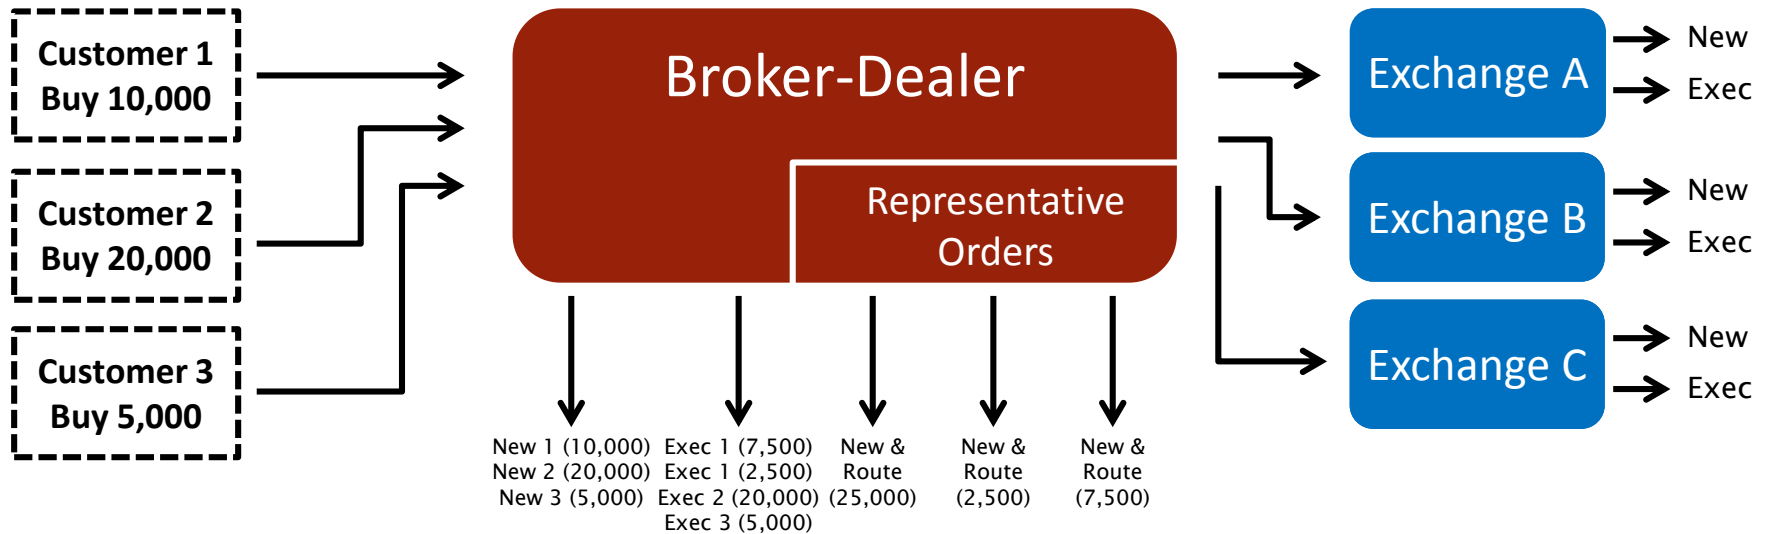 Customer 1
Buy 10,000
Customer 2
Buy 20,000
Customer 3
Buy 5,000
Broker-Dealer
Representative
Orders
New 1 (10,000)
New 2 (20,000)
New 3 (5,000)
Exec 1 (7,500)
Exec 1 (2,500)
Exec 2 (20,000)
Exec 3 (5,000)
New &
Route
(25,000)
New &
Route
(2,500)
New &
Route
(7,500)
Exchange A
New
Exec
Exchange B
New
Exec
Exchange C
New
Exec